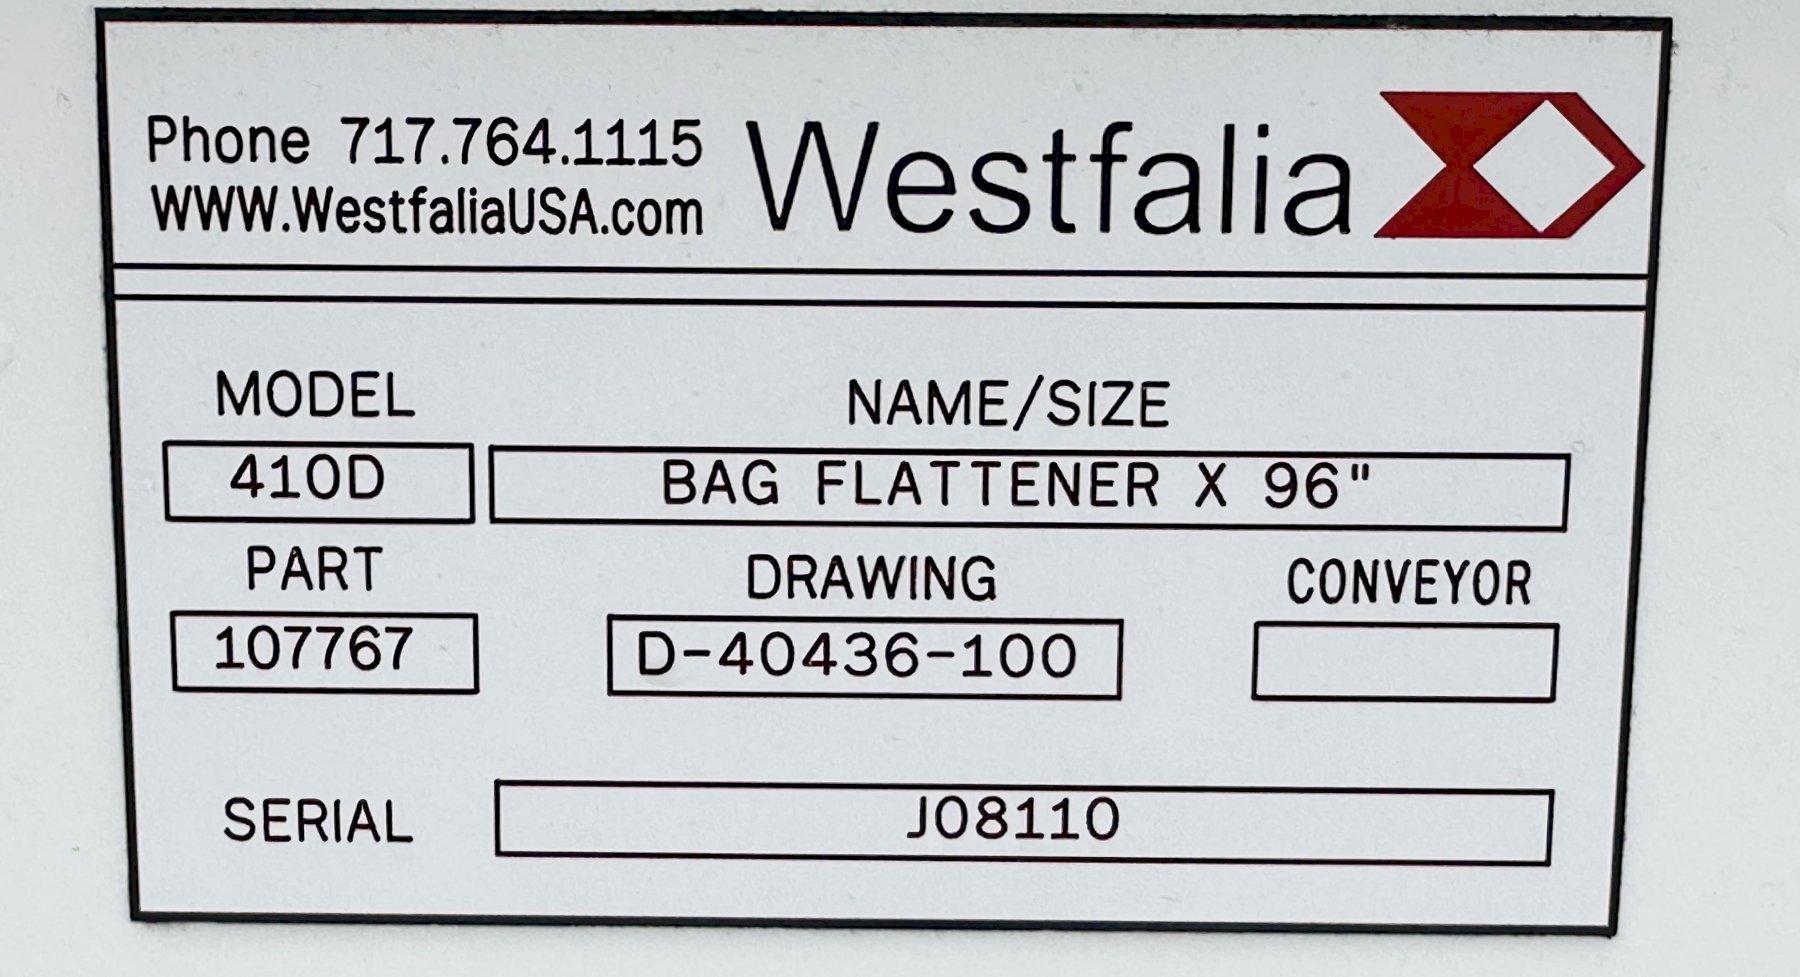 Phone 717.764.1115
WWW.WestfaliaUSA.com
Westfalia
MODEL NAME/SIZE
410D BAG FLATTENER X 96"
PART DRAWING CONVEYOR
107767 D-40436-100
SERIAL J08110